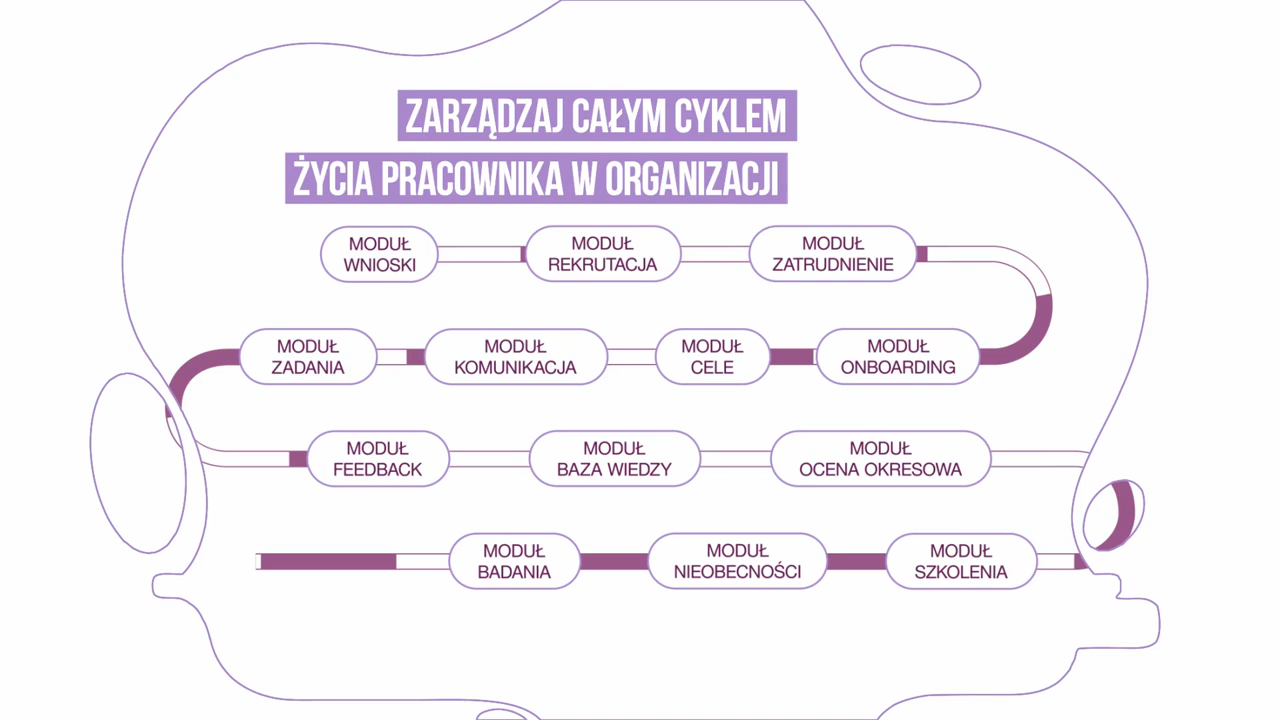 ZARZĄDZAJ CAŁYM CYKLEM
ŻYCIA PRACOWNIKA W ORGANIZACJI
MODUŁ
WNIOSKI
MODUŁ
REKRUTACJA
MODUŁ
ZATRUDNIENIE
MODUŁ
ZADANIA
MODUŁ
KOMUNIKACJA
MODUŁ
CELE
MODUŁ
ONBOARDING
MODUŁ
FEEDBACK
MODUŁ
BAZA WIEDZY
MODUŁ
OCENA OKRESOWA
MODUŁ
BADANIA
MODUŁ
NIEOBECNOŚCI
MODUŁ
SZKOLENIA